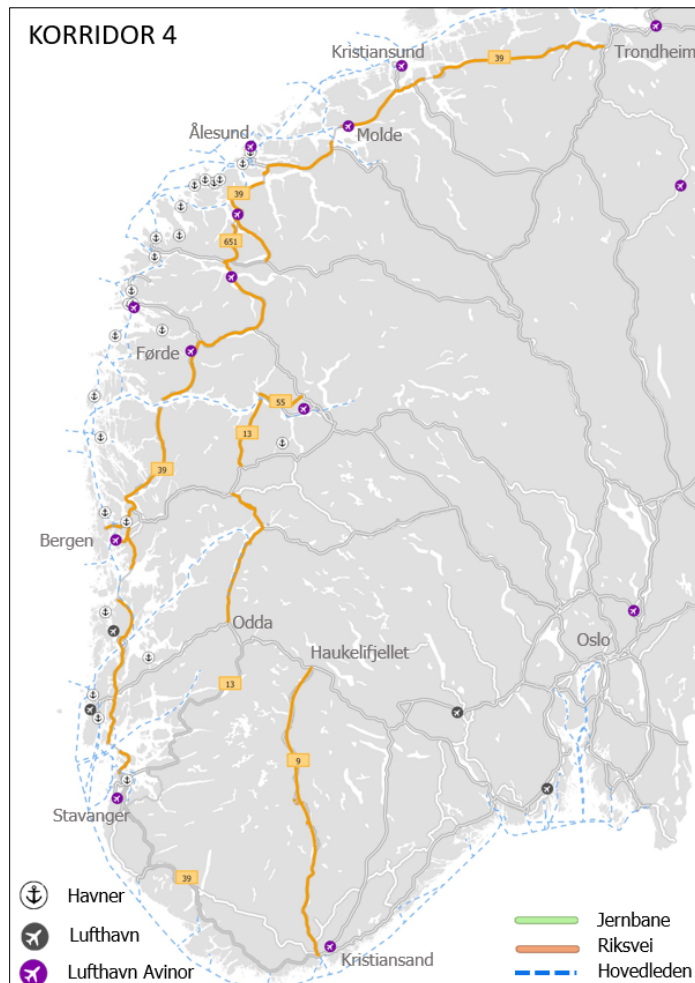 KORRIDOR 4
Kristiansund
39
Trondheim
Ålesund
Molde
39
651
Førde
55
13
39
Bergen
Odda
Oslo
Haukelifjellet
13
9
Stavanger
39
Havner
Lufthavn
Jernbane
Riksvei
Kristiansand
Lufthavn Avinor
Hovedleden